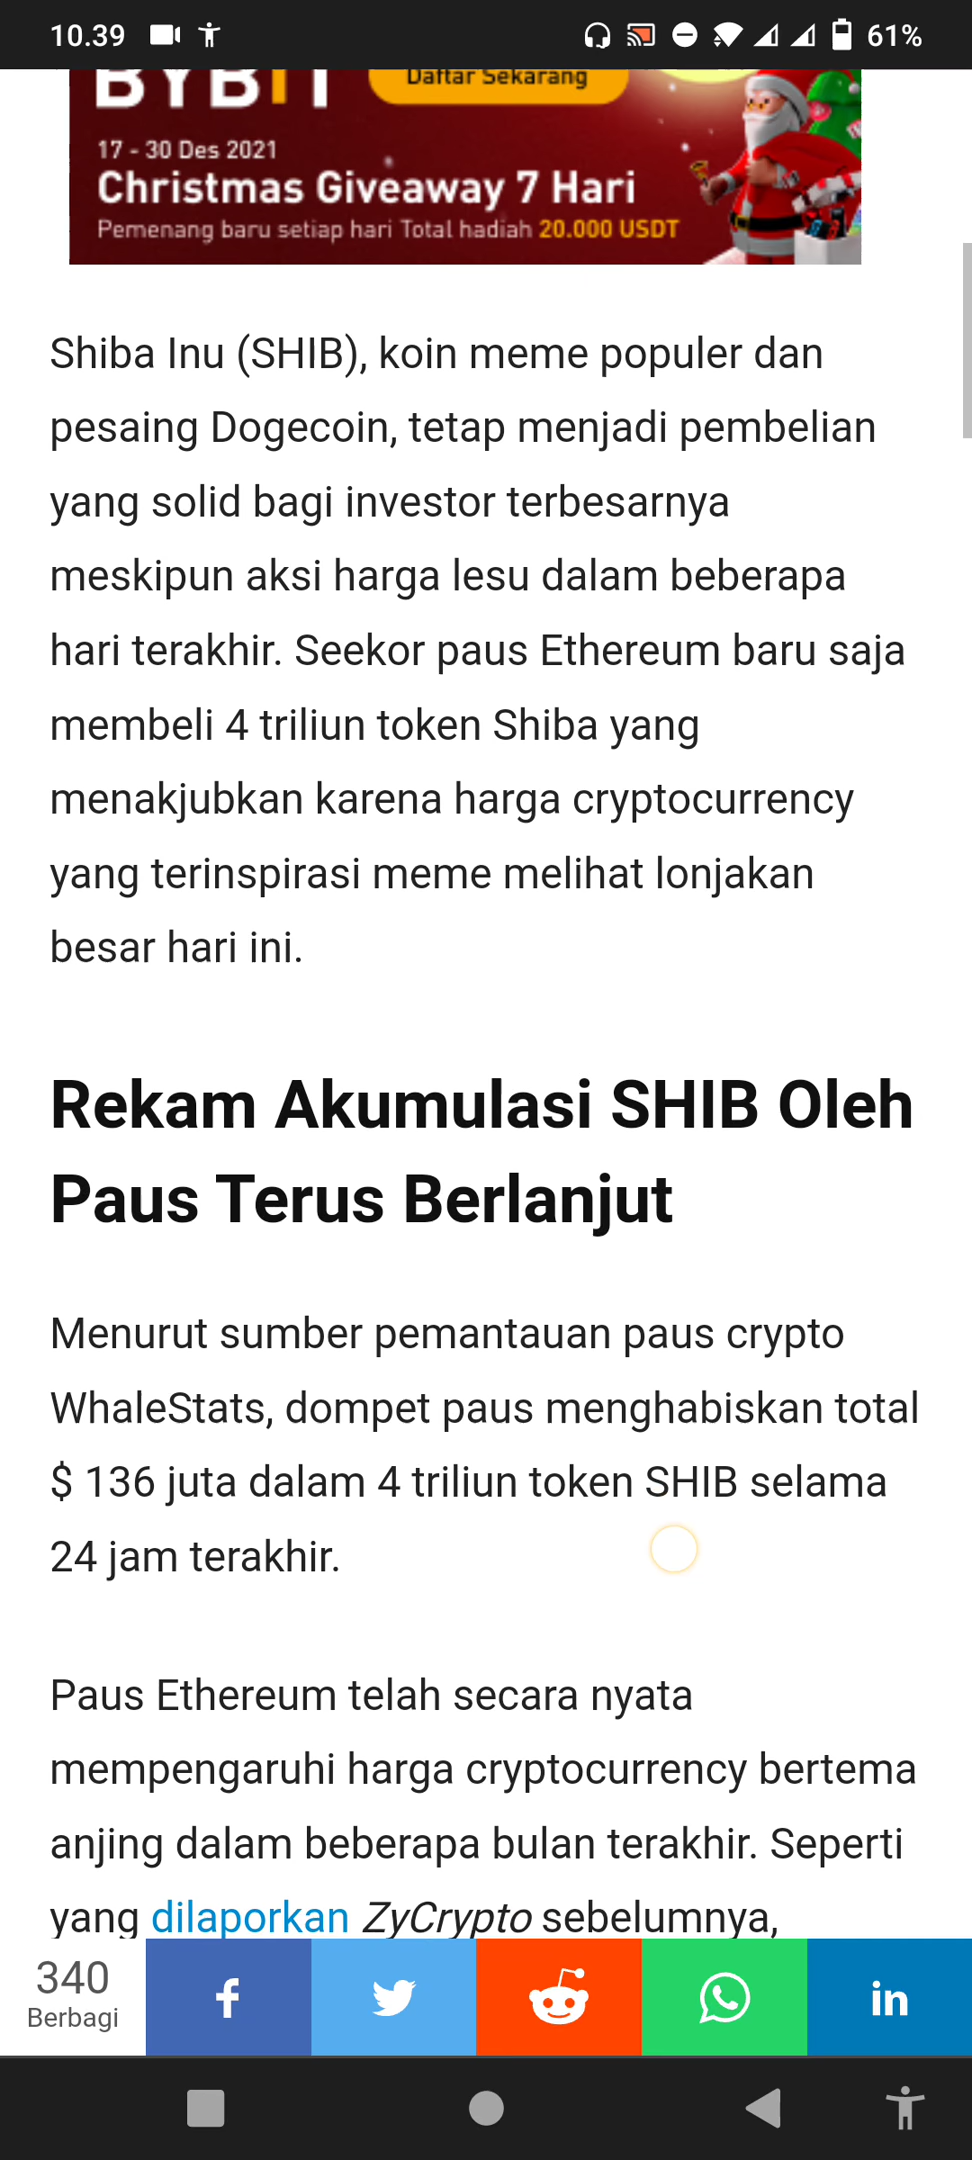 10.39
61%
BYBIT
Daftar Sekarang
17 - 30 Des 2021
Christmas Giveaway 7 Hari
Pemenang baru setiap hari Total hadiah 20.000 USDT
Shiba Inu (SHIB), koin meme populer dan
pesaing Dogecoin, tetap menjadi pembelian
yang solid bagi investor terbesarnya
meskipun aksi harga lesu dalam beberapa
hari terakhir. Seekor paus Ethereum baru saja
membeli 4 triliun token Shiba yang
menakjubkan karena harga cryptocurrency
yang terinspirasi meme melihat lonjakan
besar hari ini.
Rekam Akumulasi SHIB Oleh
Paus Terus Berlanjut
Menurut sumber pemantauan paus crypto
WhaleStats, dompet paus menghabiskan total
$ 136 juta dalam 4 triliun token SHIB selama
24 jam terakhir.
Paus Ethereum telah secara nyata
mempengaruhi harga cryptocurrency bertema
anjing dalam beberapa bulan terakhir. Seperti
yang dilaporkan ZyCrypto sebelumnya,
340
Berbagi